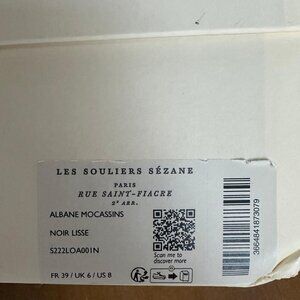 LES SOULIERS SÉZANE
PARIS
RUE SAINT-FIACRE
2e ARR.
ALBANE MOCASSINS
NOIR LISSE
S222LOA001N
Scan me to
discover more
FR 39 / UK 6 / US 8
3664841873079